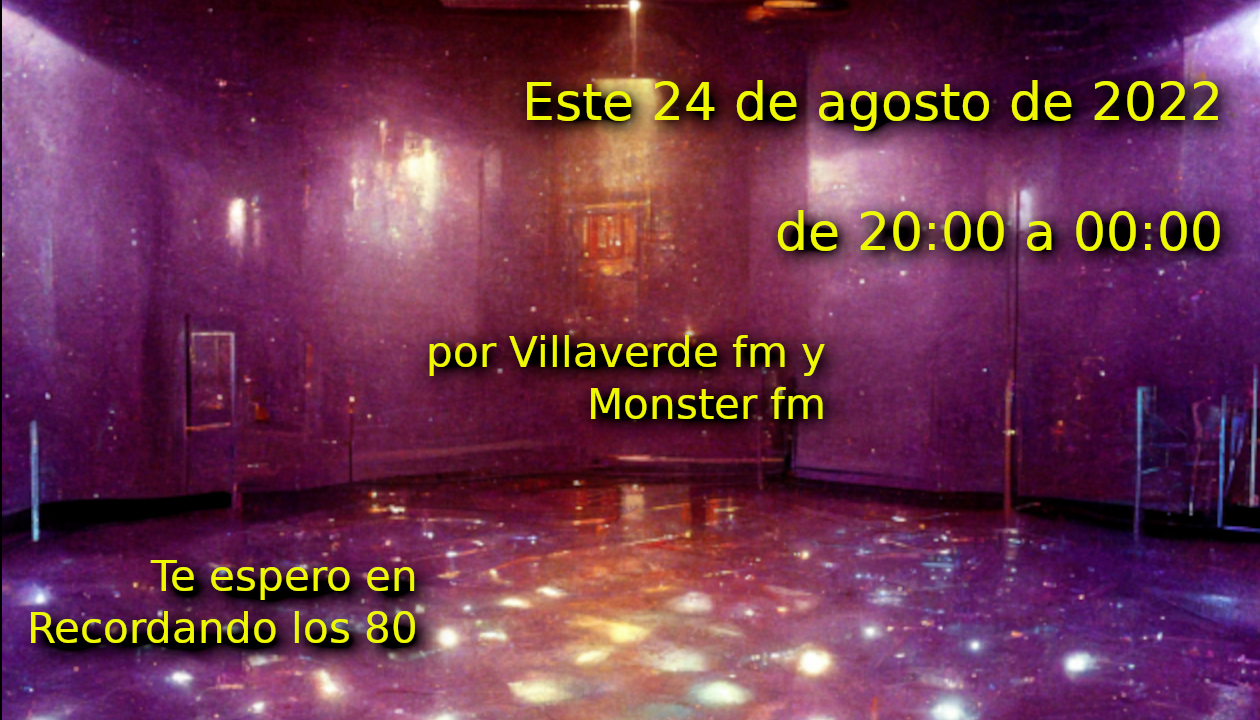 Este 24 de agosto de 2022
de 20:00 a 00:00
por Villaverde fm y
Monster fm
Te espero en
Recordando los 80